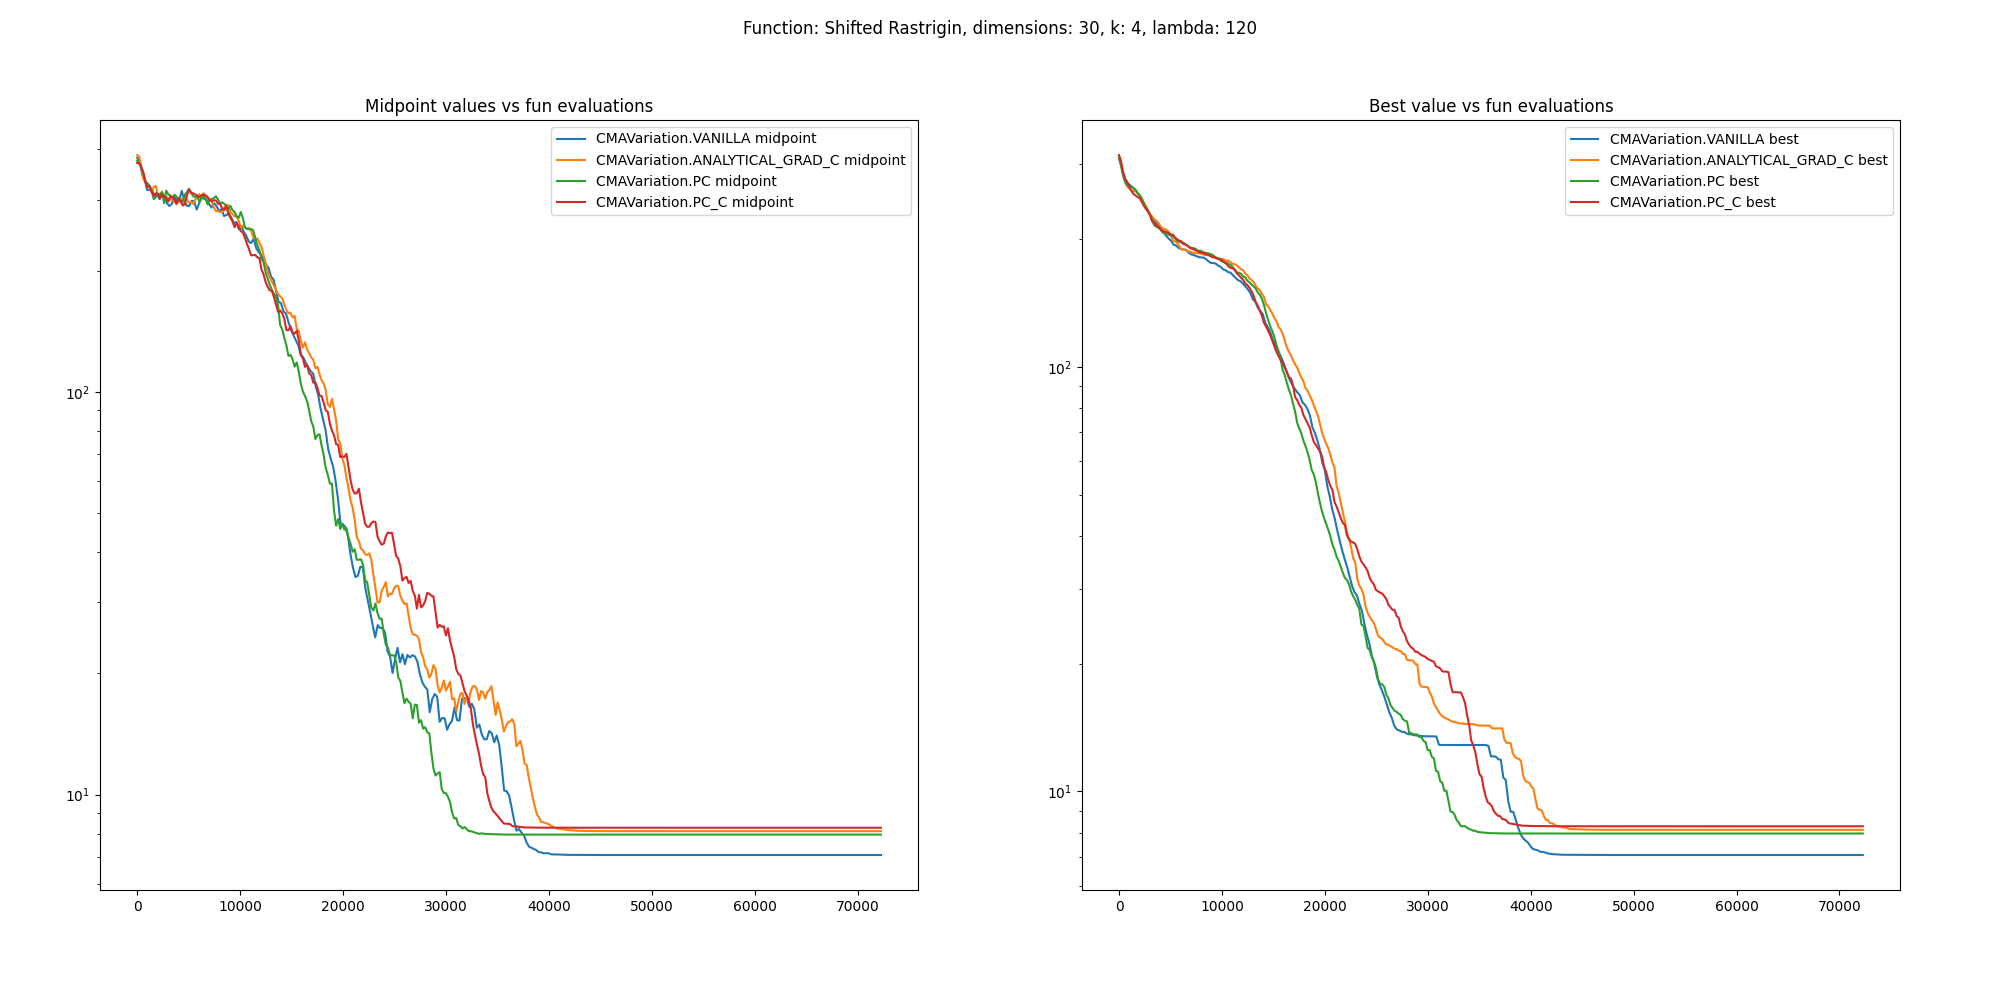 Function: Shifted Rastrigin, dimensions: 30, k: 4, lambda: 120
Midpoint values vs fun evaluations
CMAVariation.VANILLA midpoint
CMAVariation.ANALYTICAL_GRAD_C midpoint
CMAVariation.PC midpoint
CMAVariation.PC_C midpoint
10²
10¹
0 10000 20000 30000 40000 50000 60000 70000
Best value vs fun evaluations
CMAVariation.VANILLA best
CMAVariation.ANALYTICAL_GRAD_C best
CMAVariation.PC best
CMAVariation.PC_C best
10²
10¹
0 10000 20000 30000 40000 50000 60000 70000